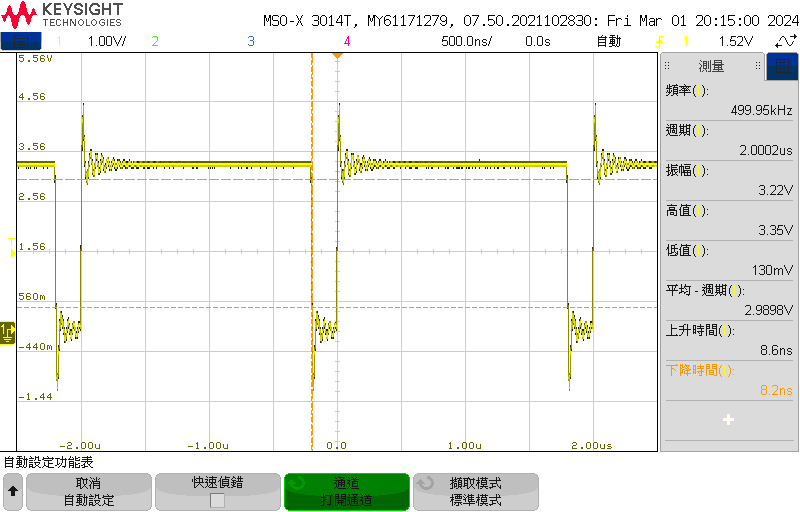 KEYSIGHT
TECHNOLOGIES
MSO-X 3014T, MY61171279, 07.50.2021102830: Fri Mar 01 20:15:00 2024
1 1.00V/ 2 3 4 500.0ns/ 0.0s 自動 1 1.52V
5.56V
4.56
3.56
2.56
1.56
560m
-440m
-1.44
-2.00u -1.00u 0.0 1.00u 2.00us
T
1
測量
頻率(1):
499.95kHz
週期(1):
2.0002us
振幅(1):
3.22V
高值(1):
3.35V
低值(1):
130mV
平均 - 週期(1):
2.9898V
上升時間(1):
8.6ns
下降時間(1):
8.2ns
自動設定功能表
取消
自動設定
快速偵錯
通道
打開通道
擷取模式
標準模式